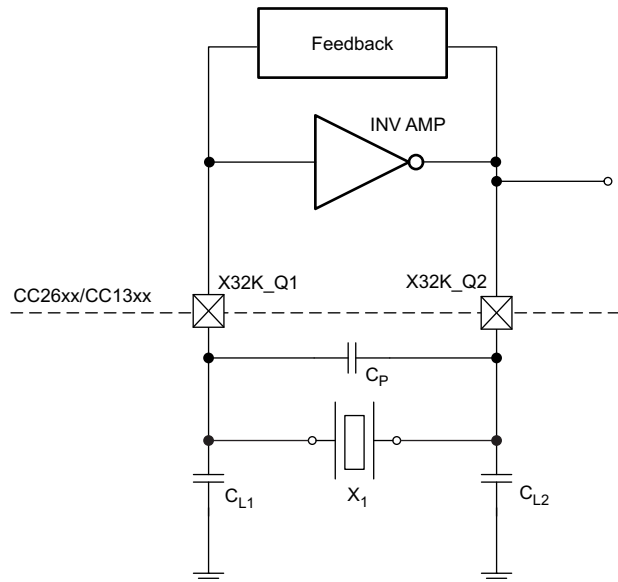 Feedback
INV AMP
X32K_Q1
X32K_Q2
CC26xx/CC13xx
C_P
C_L1
X_1
C_L2